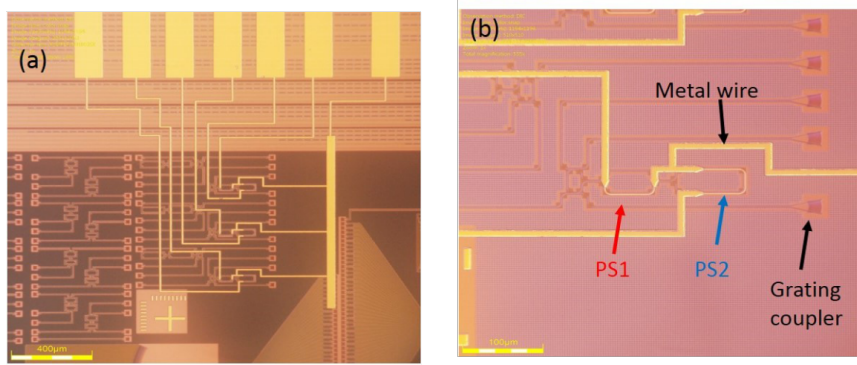 (a)
400μm
(b)
Metal wire
PS1
PS2
Grating
coupler
100μm